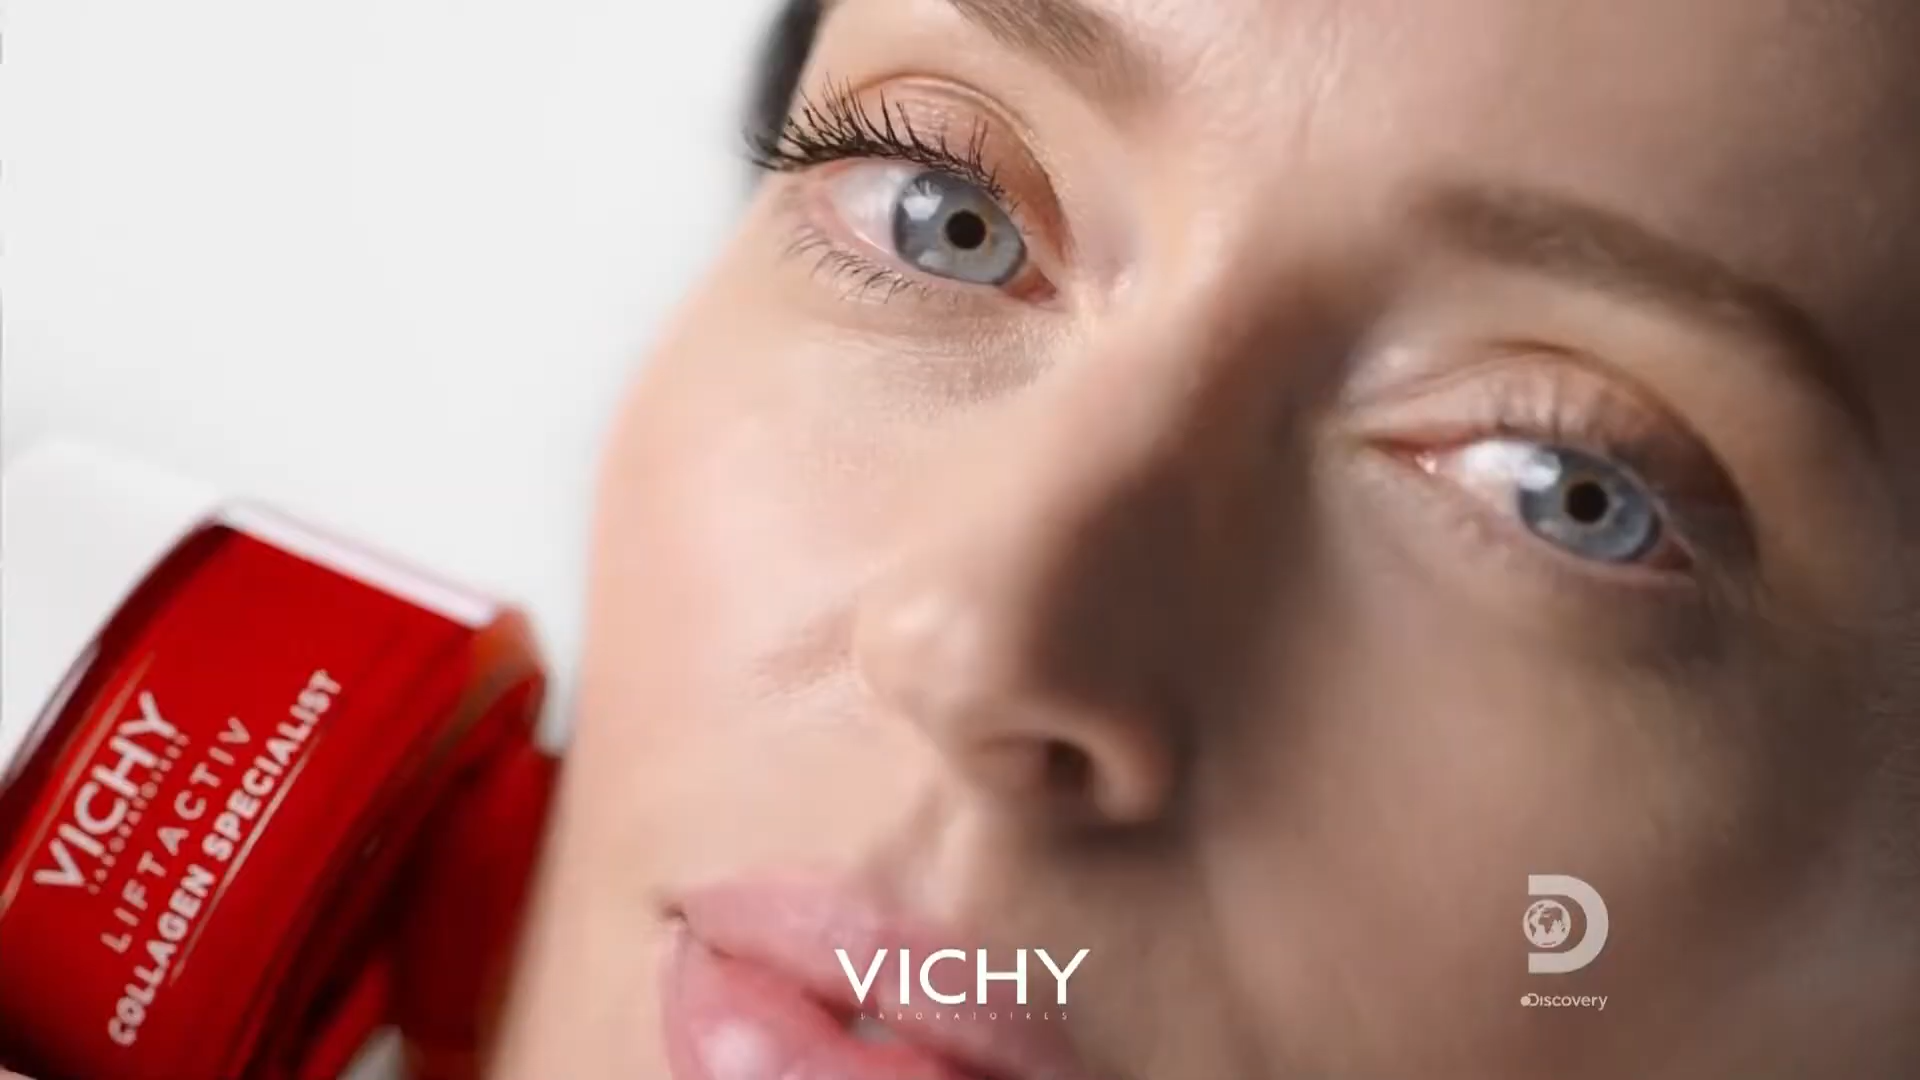 VICHY
LABORATOIRES
LIFTACTIV
COLLAGEN SPECIALIST
VICHY
LABORATOIRES
Discovery